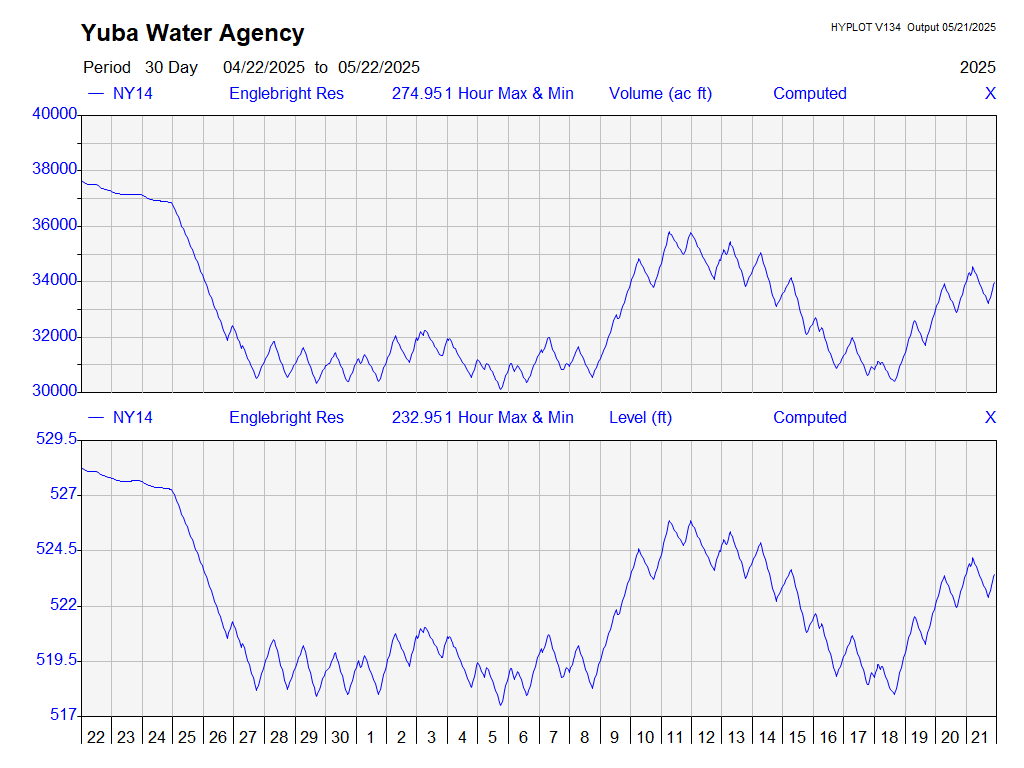 Yuba Water Agency
HYPLOT V134 Output 05/21/2025
Period 30 Day 04/22/2025 to 05/22/2025
2025
NY14 Englebright Res 274.951 Hour Max & Min Volume (ac ft) Computed X
40000
38000
36000
34000
32000
30000
NY14 Englebright Res 232.951 Hour Max & Min Level (ft) Computed X
529.5
527
524.5
522
519.5
517
22 23 24 25 26 27 28 29 30 1 2 3 4 5 6 7 8 9 10 11 12 13 14 15 16 17 18 19 20 21